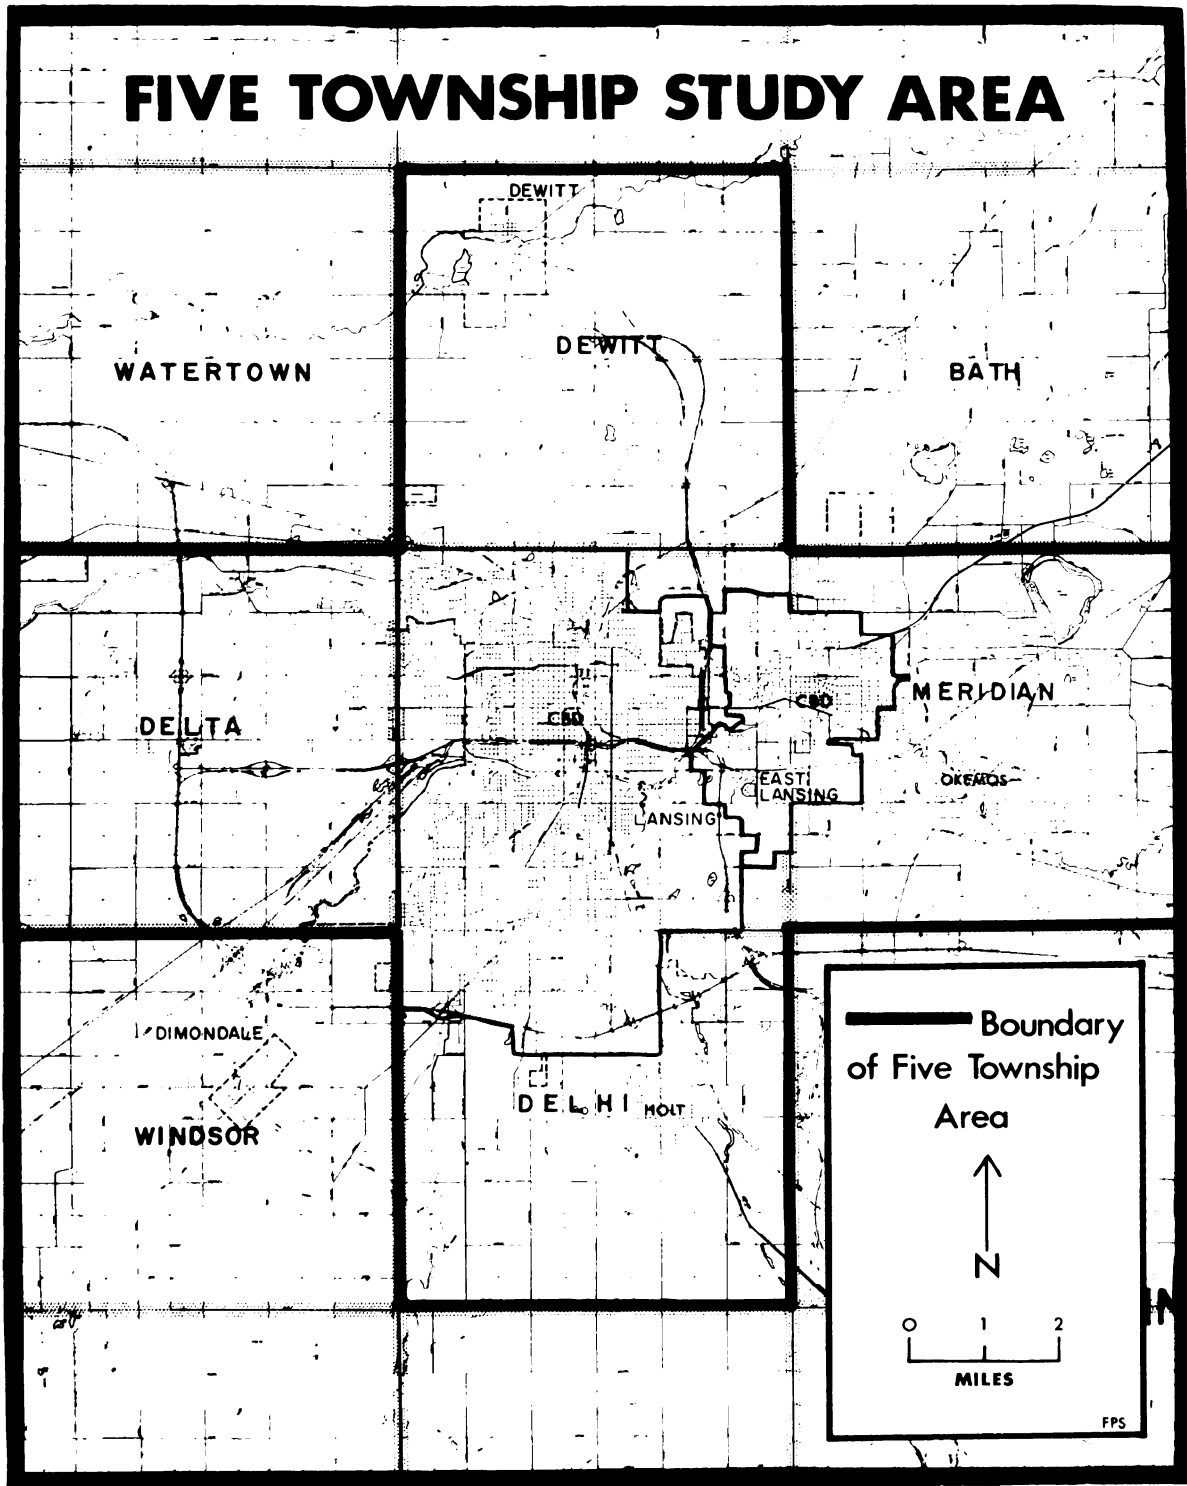 FIVE TOWNSHIP STUDY AREA
DEWITT
DEWITT
WATERTOWN
BATH
MERIDIAN
CBD
CBD
DELTA
EAST
LANSING
OKEMOS
LANSING
DIMONDALE
DELHI
HOLT
WINDSOR
Boundary
of Five Township
Area
N
0 1 2
MILES
FPS